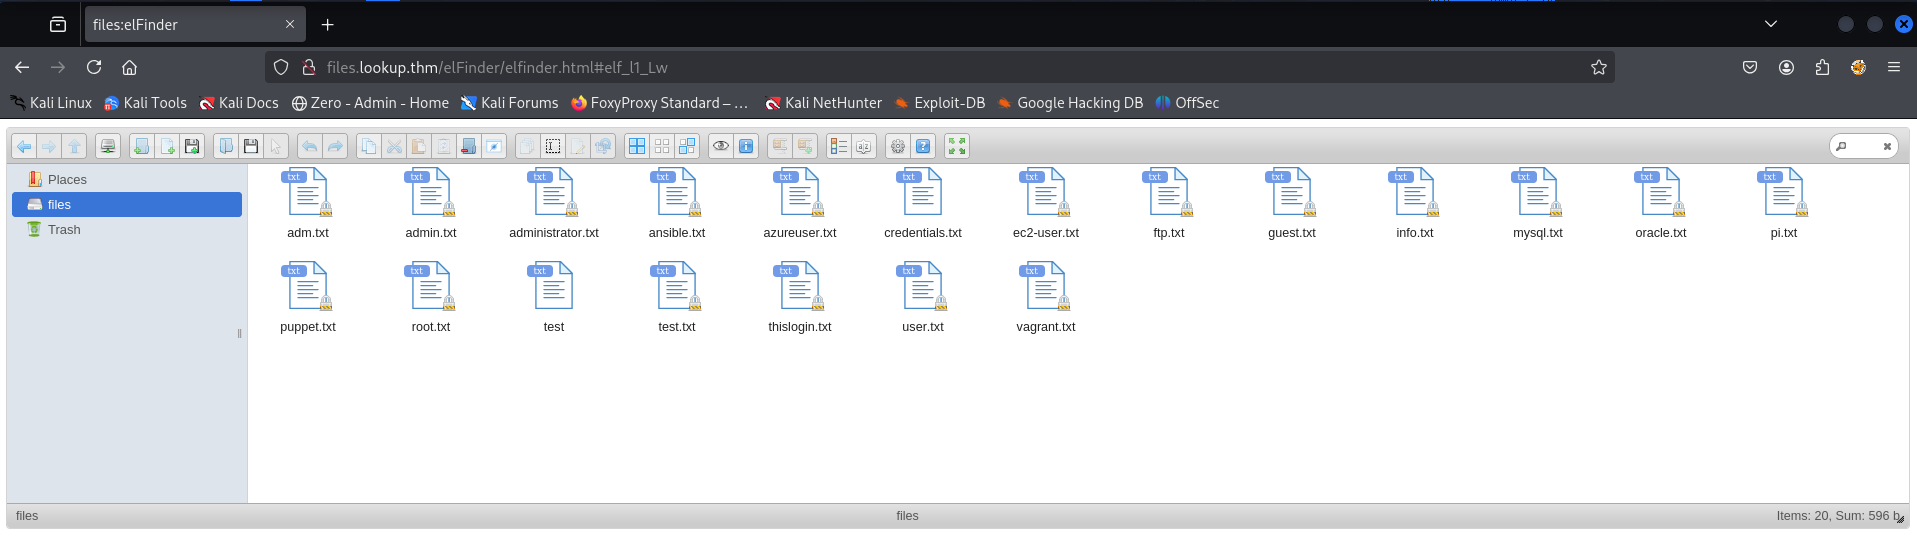 files:elFinder
files.lookup.thm/elFinder/elfinder.html#elf_l1_Lw
Kali Linux Kali Tools Kali Docs Zero - Admin - Home Kali Forums FoxyProxy Standard – … Kali NetHunter Exploit-DB Google Hacking DB OffSec
Places
files
Trash
txt txt txt txt txt txt txt txt txt txt txt txt txt
adm.txt admin.txt administrator.txt ansible.txt azureuser.txt credentials.txt ec2-user.txt ftp.txt guest.txt info.txt mysql.txt oracle.txt pi.txt
txt txt txt txt txt txt txt
puppet.txt root.txt test test.txt thislogin.txt user.txt vagrant.txt
files files Items: 20, Sum: 596 b